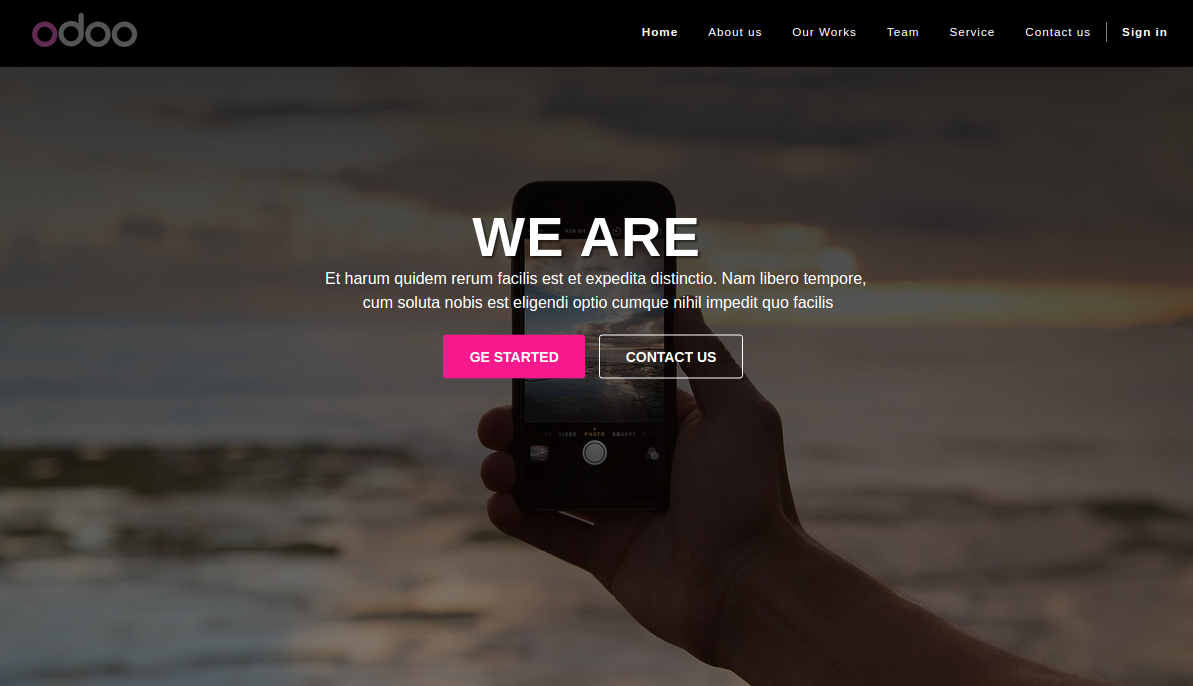 odoo
Home About us Our Works Team Service Contact us Sign in
WE ARE
Et harum quidem rerum facilis est et expedita distinctio. Nam libero tempore,
cum soluta nobis est eligendi optio cumque nihil impedit quo facilis
GE STARTED CONTACT US
VIDEO PHOTO SQUARE